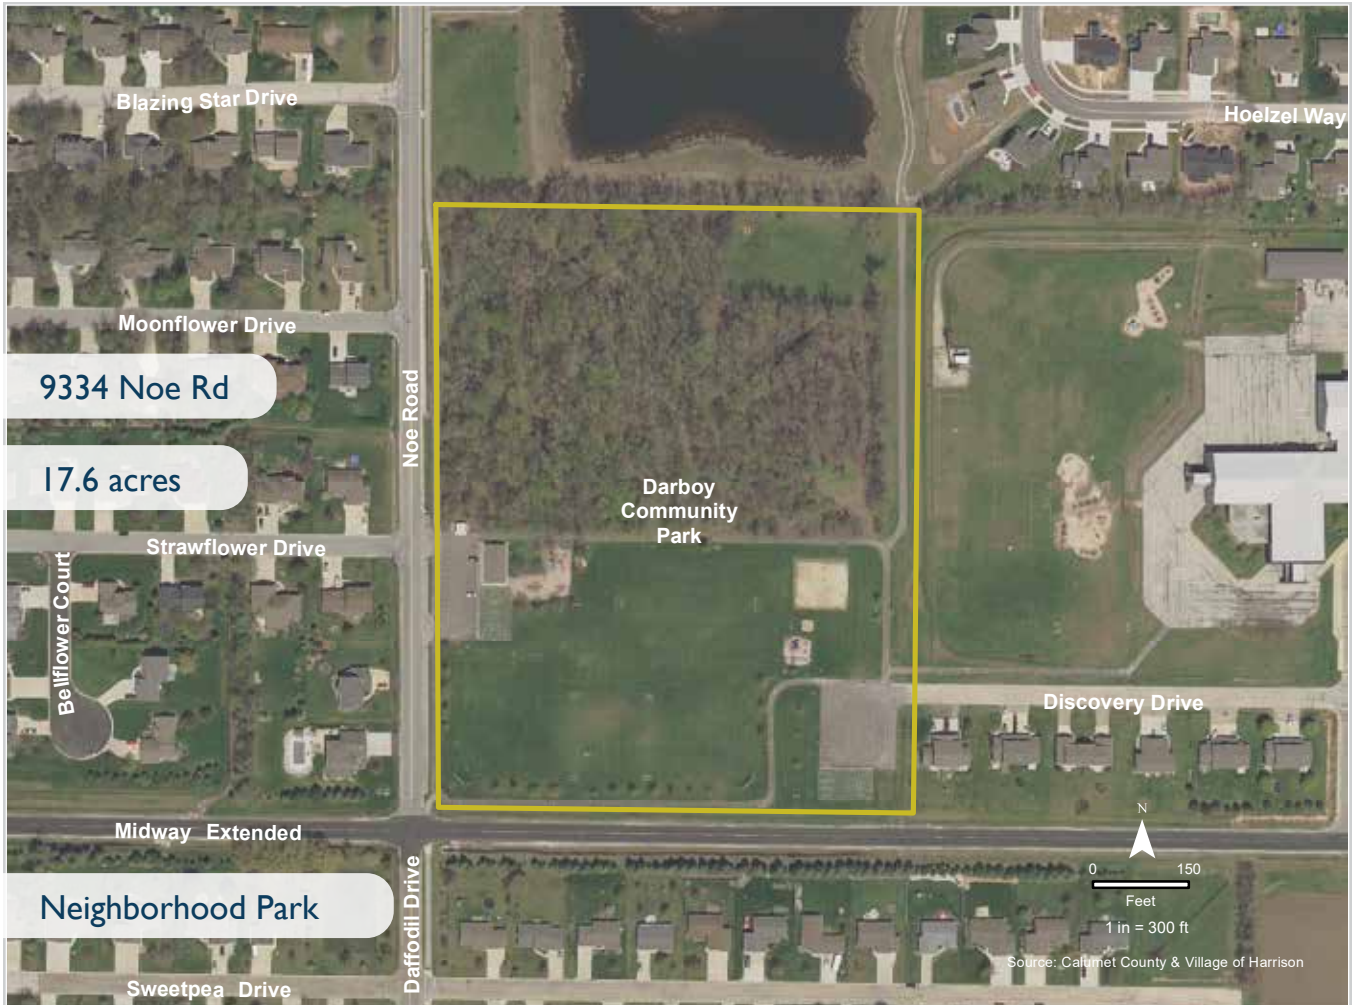 Blazing Star Drive
Hoelzel Way
Moonflower Drive
9334 Noe Rd
Noe Road
17.6 acres
Darboy
Community
Park
Strawflower Drive
Bellflower Court
Discovery Drive
Midway Extended
N
0 150
Feet
1 in = 300 ft
Neighborhood Park
Daffodil Drive
Source: Calumet County & Village of Harrison
Sweetpea Drive